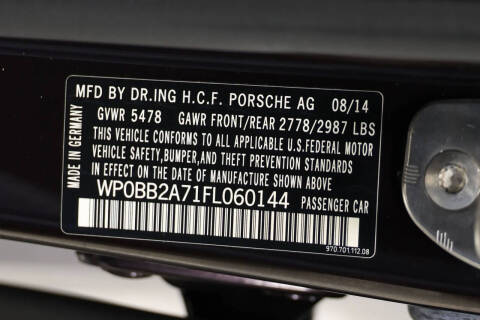 MFD BY DR.ING H.C.F. PORSCHE AG 08/14
GVWR 5478 GAWR FRONT/REAR 2778/2987 LBS
THIS VEHICLE CONFORMS TO ALL APPLICABLE U.S.FEDERAL MOTOR
VEHICLE SAFETY,BUMPER,AND THEFT PREVENTION STANDARDS
IN EFFECT ON THE DATE OF MANUFACTURE SHOWN ABOVE
WP0BB2A71FL060144 PASSENGER CAR
970.701.112.08
MADE IN GERMANY